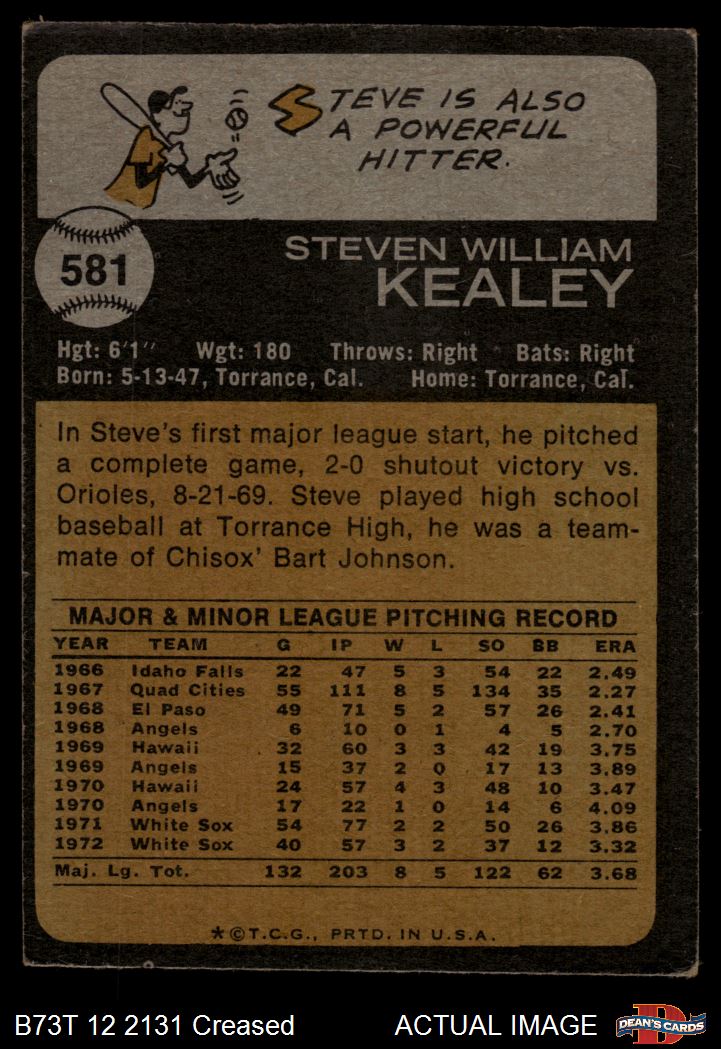 STEVE IS ALSO
A POWERFUL
HITTER.
581
STEVEN WILLIAM
KEALEY
Hgt: 6'1" Wgt: 180 Throws: Right Bats: Right
Born: 5-13-47, Torrance, Cal. Home: Torrance, Cal.
In Steve's first major league start, he pitched
a complete game, 2-0 shutout victory vs.
Orioles, 8-21-69. Steve played high school
baseball at Torrance High, he was a team-
mate of Chisox' Bart Johnson.
MAJOR & MINOR LEAGUE PITCHING RECORD
YEAR TEAM G IP W L SO BB ERA
1966 Idaho Falls 22 47 5 3 54 22 2.49
1967 Quad Cities 55 111 8 5 134 35 2.27
1968 El Paso 49 71 5 2 57 26 2.41
1968 Angels 6 10 0 1 4 5 2.70
1969 Hawaii 32 60 3 3 42 19 3.75
1969 Angels 15 37 2 0 17 13 3.89
1970 Hawaii 24 57 4 3 48 10 3.47
1970 Angels 17 22 1 0 14 6 4.09
1971 White Sox 54 77 2 2 50 26 3.86
1972 White Sox 40 57 3 2 37 12 3.32
Maj. Lg. Tot. 132 203 8 5 122 62 3.68
*©T.C.G., PRTD. IN U.S.A.
B73T 12 2131 Creased ACTUAL IMAGE
D
DEAN'S CARDS